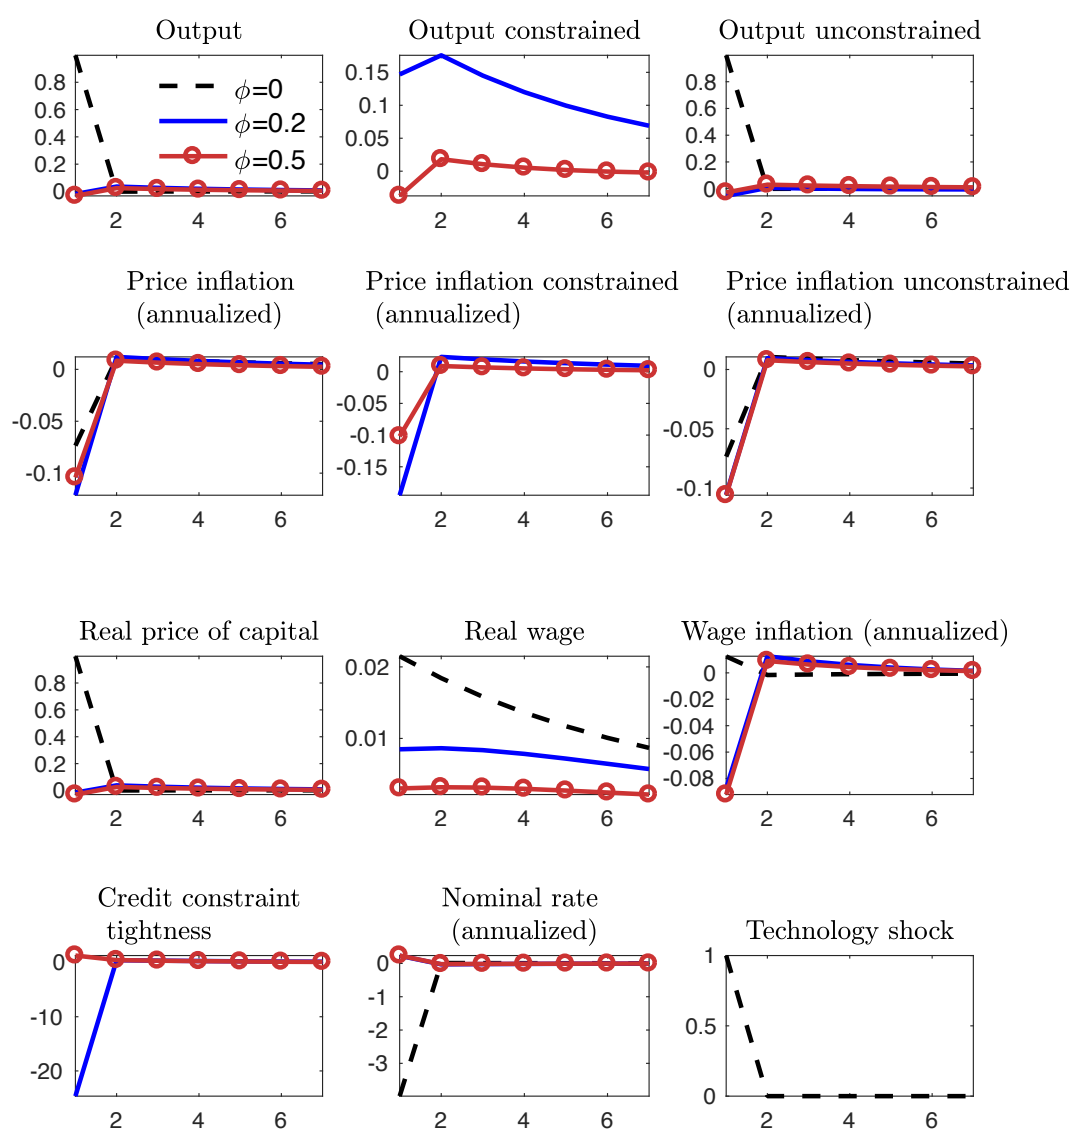 Output Output constrained Output unconstrained
0.8 0.15 0.8
0.6 0.1 0.6
0.4 0.05 0.4
0.2 0 0.2
0 0
ϕ=0
ϕ=0.2
ϕ=0.5
2 4 6 2 4 6 2 4 6
Price inflation Price inflation constrained Price inflation unconstrained
(annualized) (annualized) (annualized)
0 0 0
-0.05 -0.05 -0.05
-0.1 -0.1 -0.1
-0.15
2 4 6 2 4 6 2 4 6
Real price of capital Real wage Wage inflation (annualized)
0.8 0.02 0
0.6 0.01 -0.02
0.4 -0.04
0.2 -0.06
0 -0.08
2 4 6 2 4 6 2 4 6
Credit constraint Nominal rate
tightness (annualized) Technology shock
0 0 1
-10 -1 0.5
-20 -2 0
-3
2 4 6 2 4 6 2 4 6